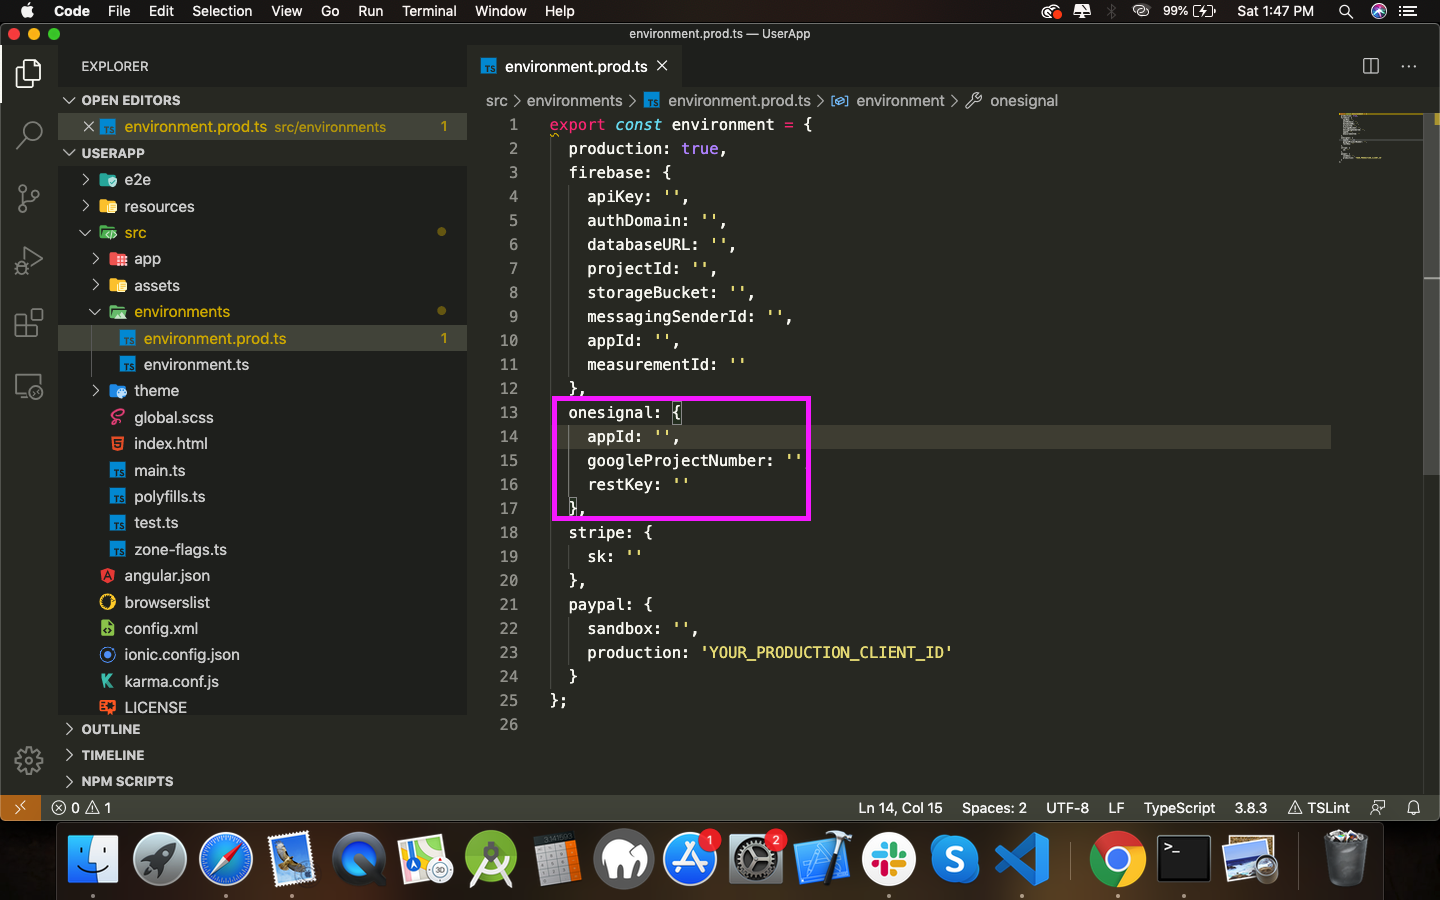 Code File Edit Selection View Go Run Terminal Window Help 99% Sat 1:47 PM
environment.prod.ts — UserApp
EXPLORER
OPEN EDITORS
environment.prod.ts src/environments 1
USERAPP
e2e
resources
src
app
assets
environments
environment.prod.ts 1
environment.ts
theme
global.scss
index.html
main.ts
polyfills.ts
test.ts
zone-flags.ts
angular.json
browserslist
config.xml
ionic.config.json
karma.conf.js
LICENSE
OUTLINE
TIMELINE
NPM SCRIPTS
TS environment.prod.ts
src > environments > TS environment.prod.ts > environment > onesignal
1 export const environment = {
2 production: true,
3 firebase: {
4 apiKey: '',
5 authDomain: '',
6 databaseURL: '',
7 projectId: '',
8 storageBucket: '',
9 messagingSenderId: '',
10 appId: '',
11 measurementId: ''
12 },
13 onesignal: {
14 appId: '',
15 googleProjectNumber: ''
16 restKey: ''
17 },
18 stripe: {
19 sk: ''
20 },
21 paypal: {
22 sandbox: '',
23 production: 'YOUR_PRODUCTION_CLIENT_ID'
24 }
25 };
26
0 1 Ln 14, Col 15 Spaces: 2 UTF-8 LF TypeScript 3.8.3 TSLint
1 2